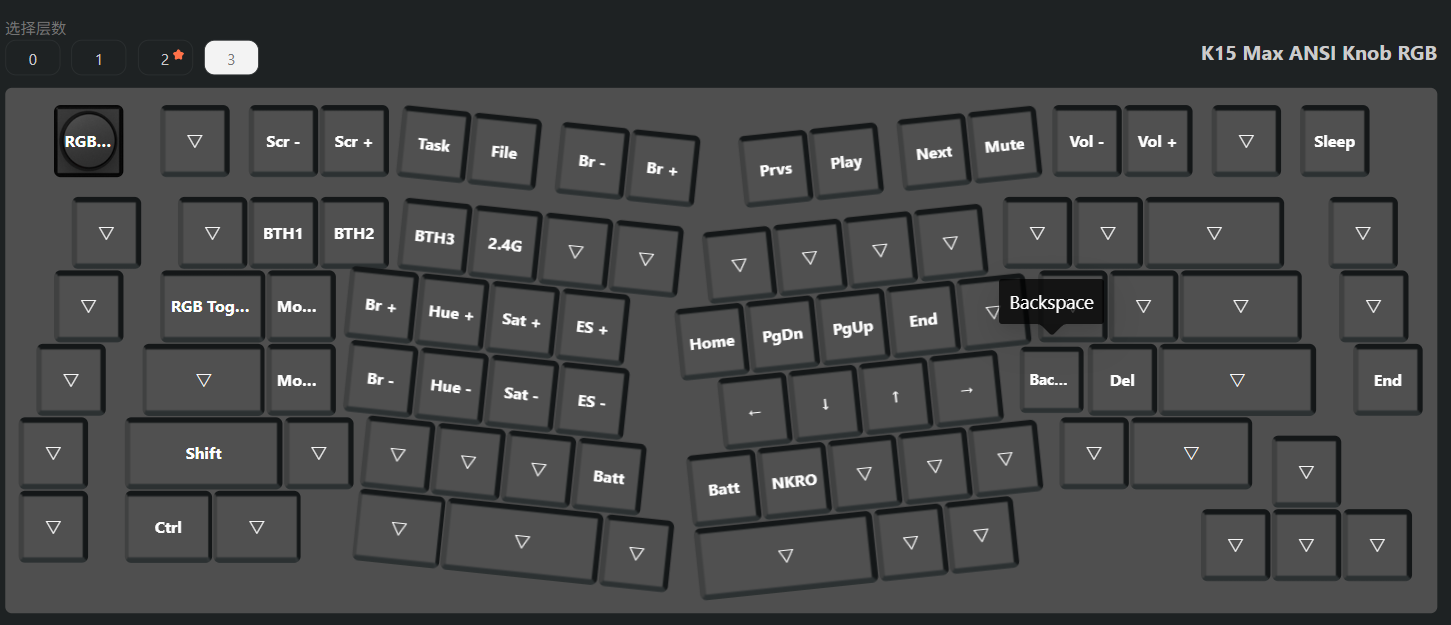 选择层数
0 1 2 3
K15 Max ANSI Knob RGB
RGB... ▽ Scr - Scr + Task File Br - Br + Prvs Play Next Mute Vol - Vol + ▽ Sleep
▽ ▽ BTH1 BTH2 BTH3 2.4G ▽ ▽ ▽ ▽ ▽ ▽ ▽ ▽ ▽ ▽
▽ RGB Tog... Mo... Br + Hue + Sat + ES + Home PgDn PgUp End ▽ Backspace ▽ ▽ ▽
▽ ▽ Mo... Br - Hue - Sat - ES - ← ↓ ↑ → Bac... Del ▽ End
▽ Shift ▽ ▽ ▽ ▽ Batt Batt NKRO ▽ ▽ ▽ ▽ ▽ ▽
▽ Ctrl ▽ ▽ ▽ ▽ ▽ ▽ ▽ ▽ ▽ ▽